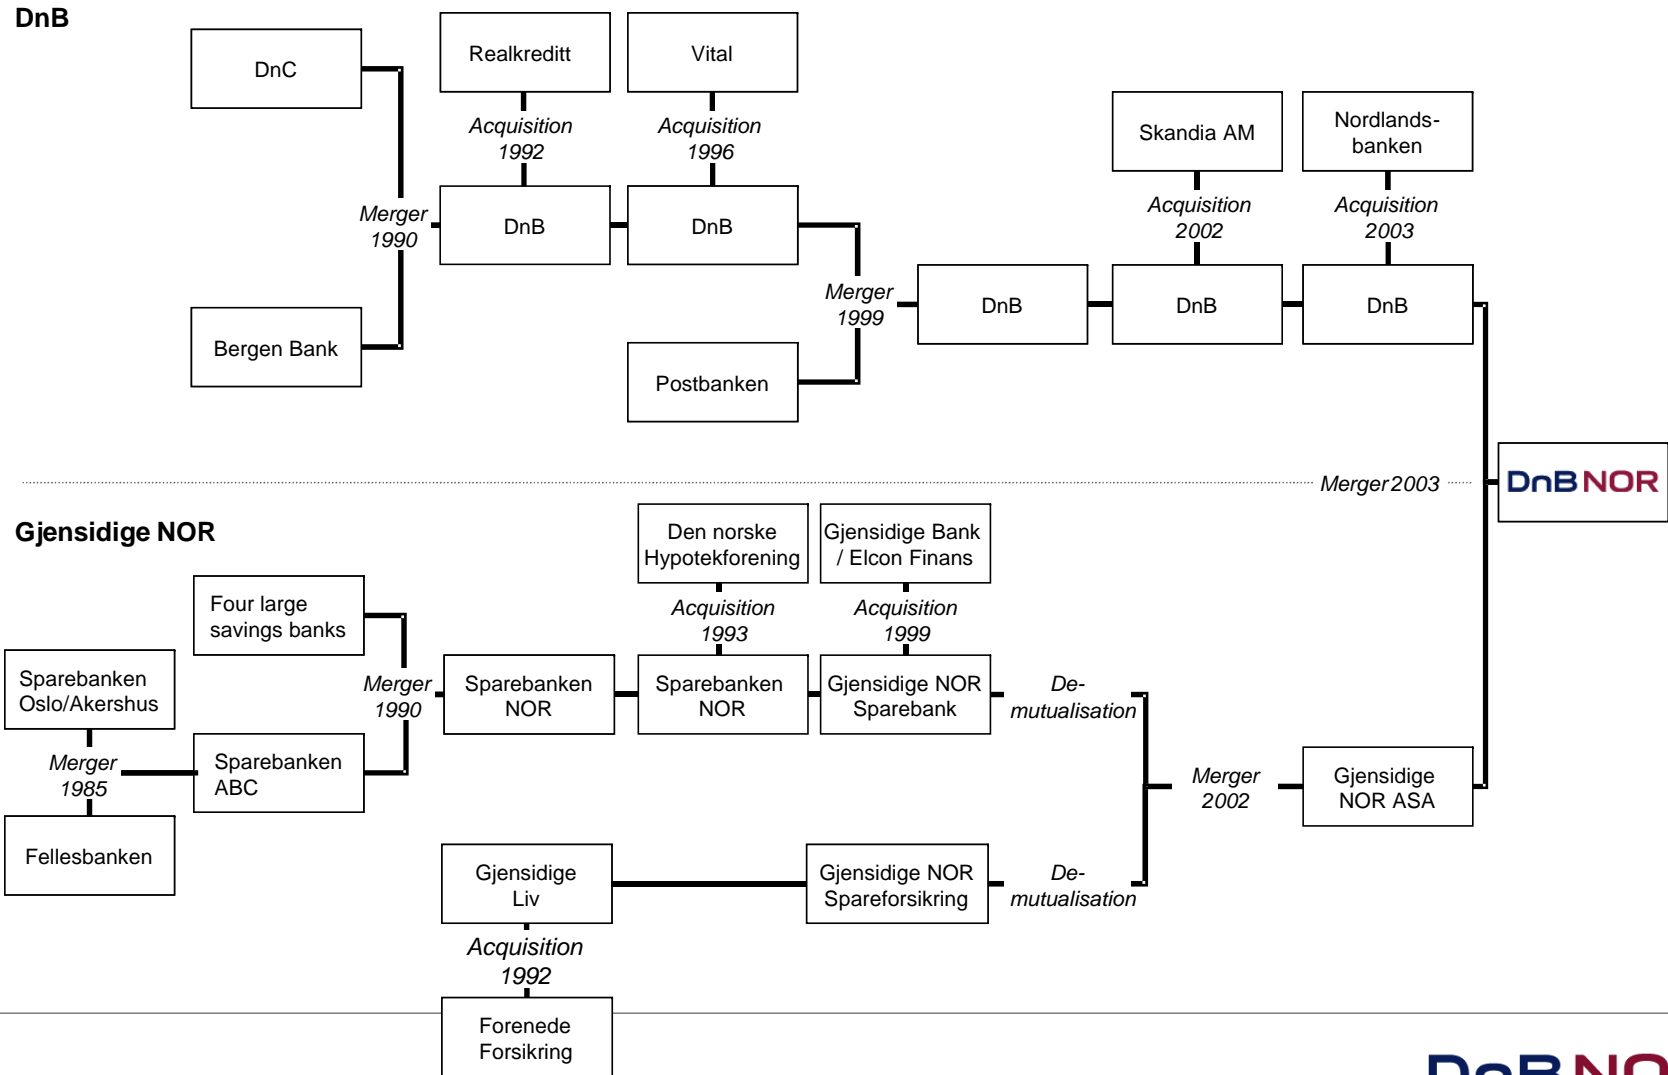 DnB
DnC
Realkreditt
Vital
Acquisition
1992
Acquisition
1996
Skandia AM
Nordlands-
banken
Merger
1990
DnB
DnB
Acquisition
2002
Acquisition
2003
Bergen Bank
Merger
1999
DnB
DnB
DnB
Postbanken
Merger 2003
DnB NOR
Gjensidige NOR
Den norske
Hypotekforening
Gjensidige Bank
/ Elcon Finans
Four large
savings banks
Acquisition
1993
Acquisition
1999
Sparebanken
Oslo/Akershus
Merger
1990
Sparebanken
NOR
Sparebanken
NOR
Gjensidige NOR
Sparebank
De-
mutualisation
Merger
1985
Sparebanken
ABC
Merger
2002
Gjensidige
NOR ASA
Fellesbanken
Gjensidige
Liv
Gjensidige NOR
Spareforsikring
De-
mutualisation
Acquisition
1992
Forenede
Forsikring
DnB NO